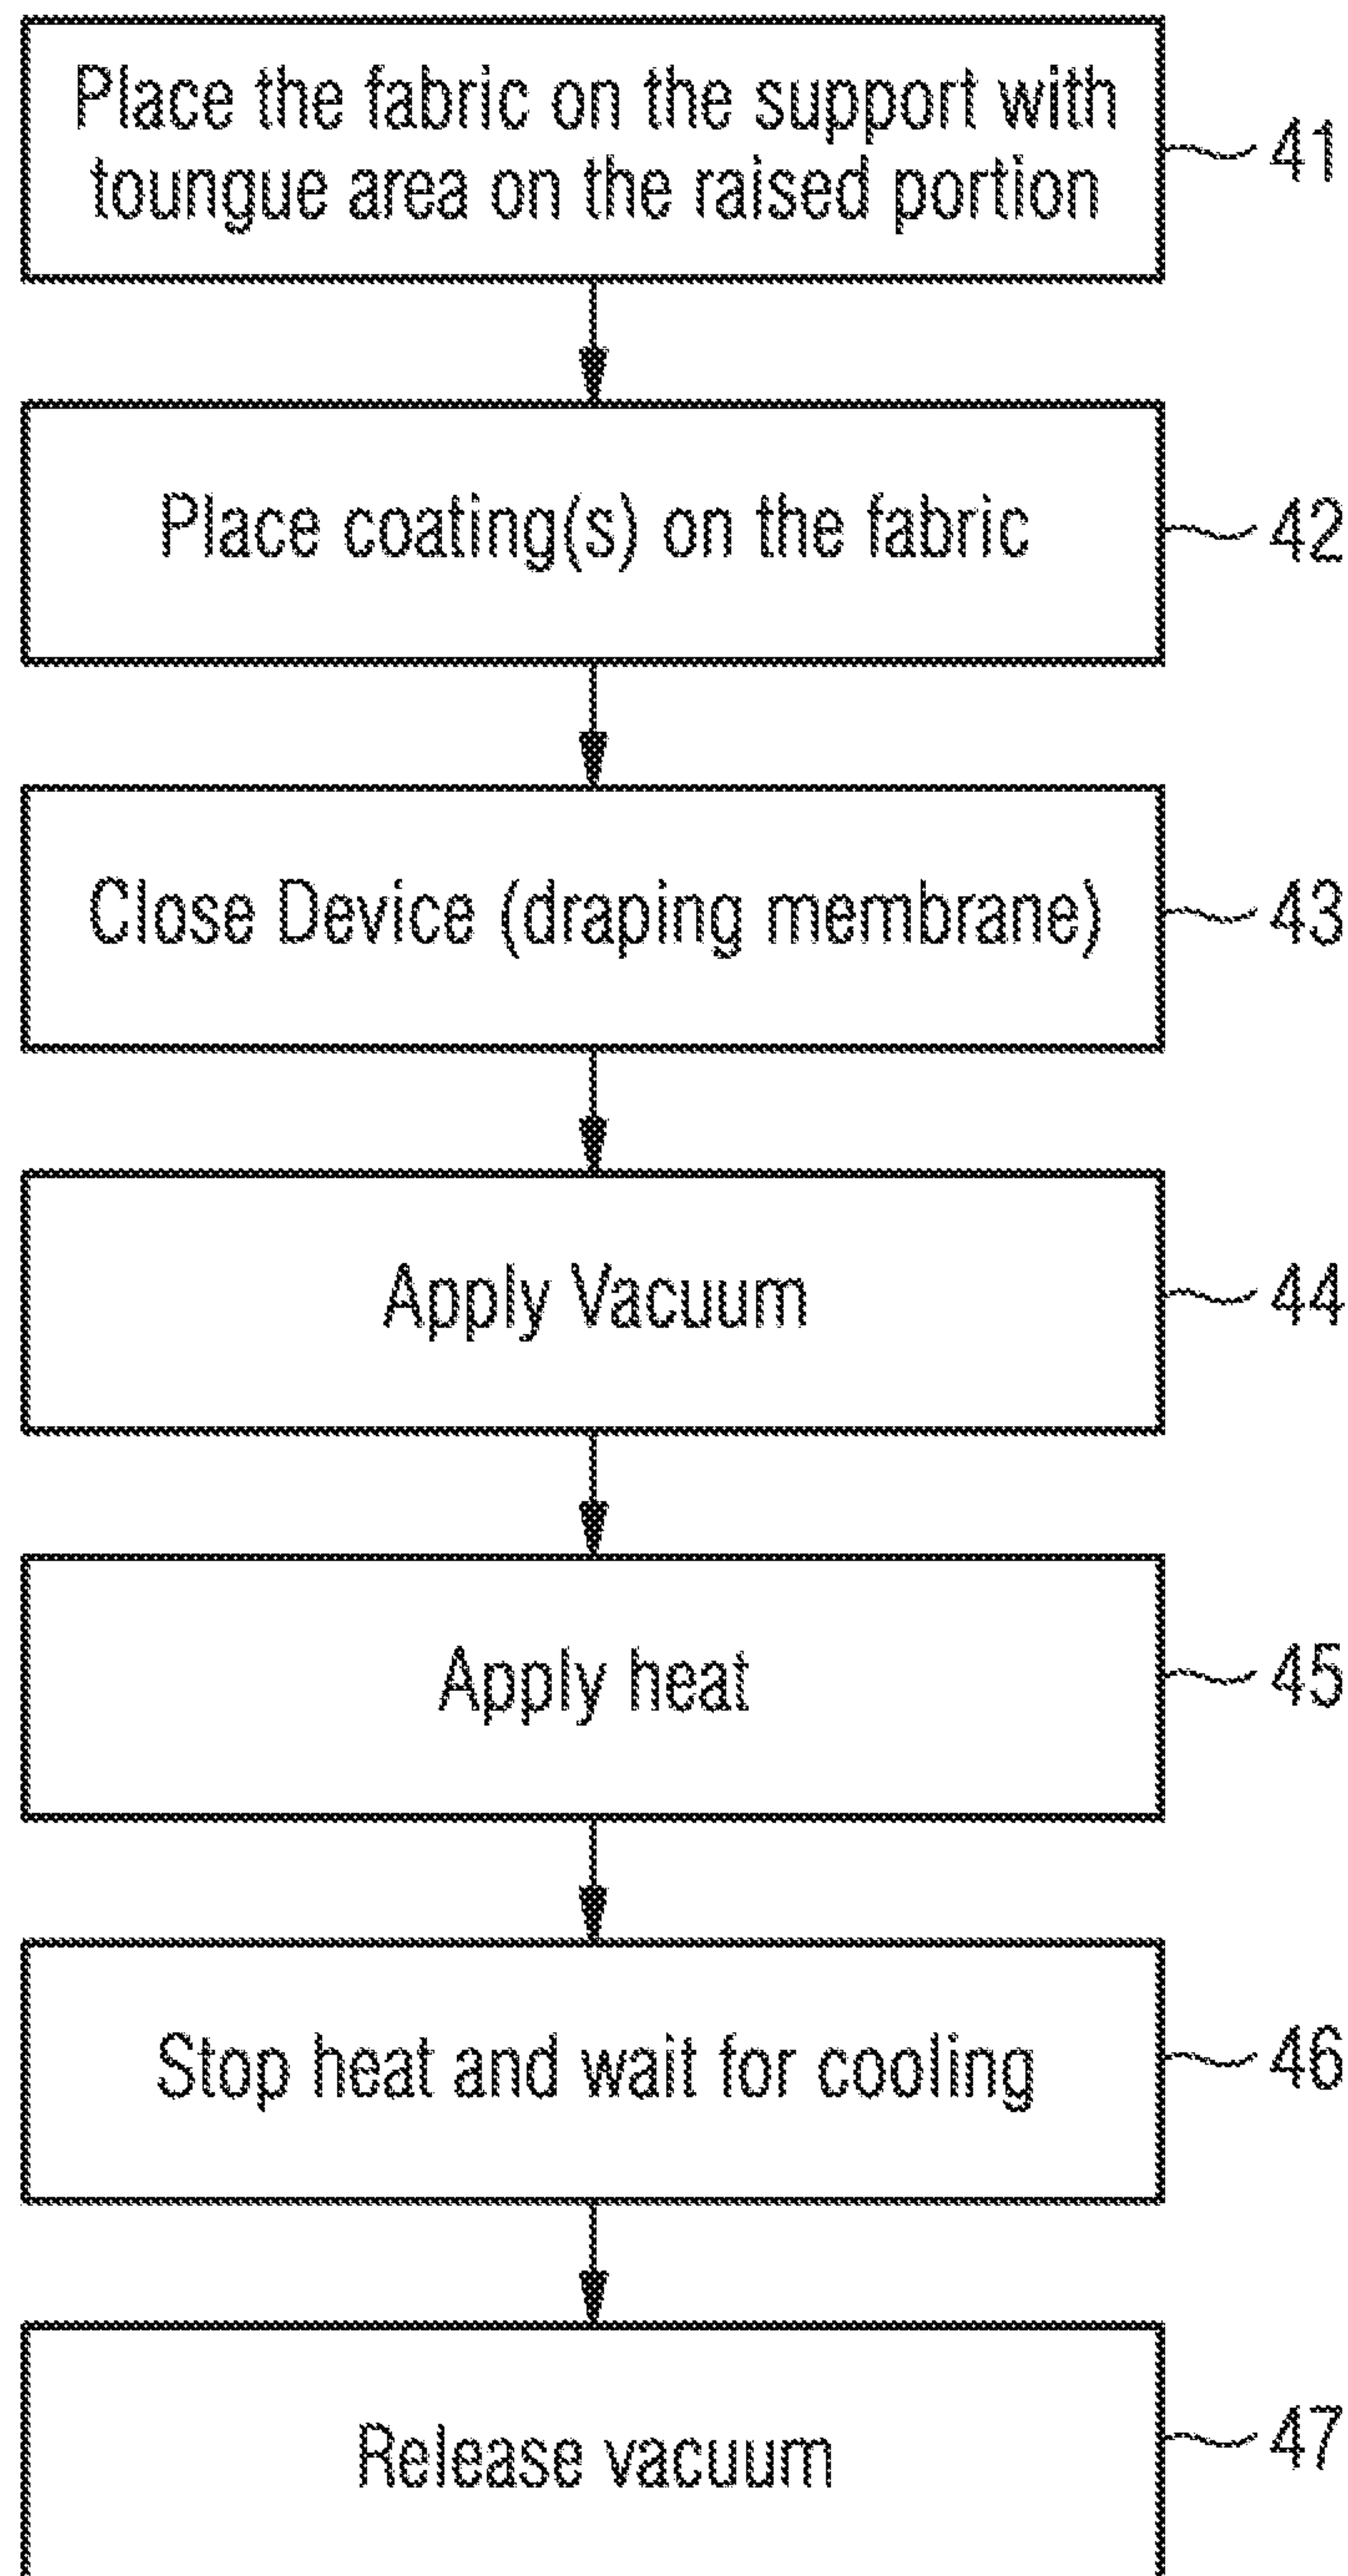 Place the fabric on the support with
toungue area on the raised portion
41
Place coating(s) on the fabric
42
Close Device (draping membrane)
43
Apply Vacuum
44
Apply heat
45
Stop heat and wait for cooling
46
Release vacuum
47